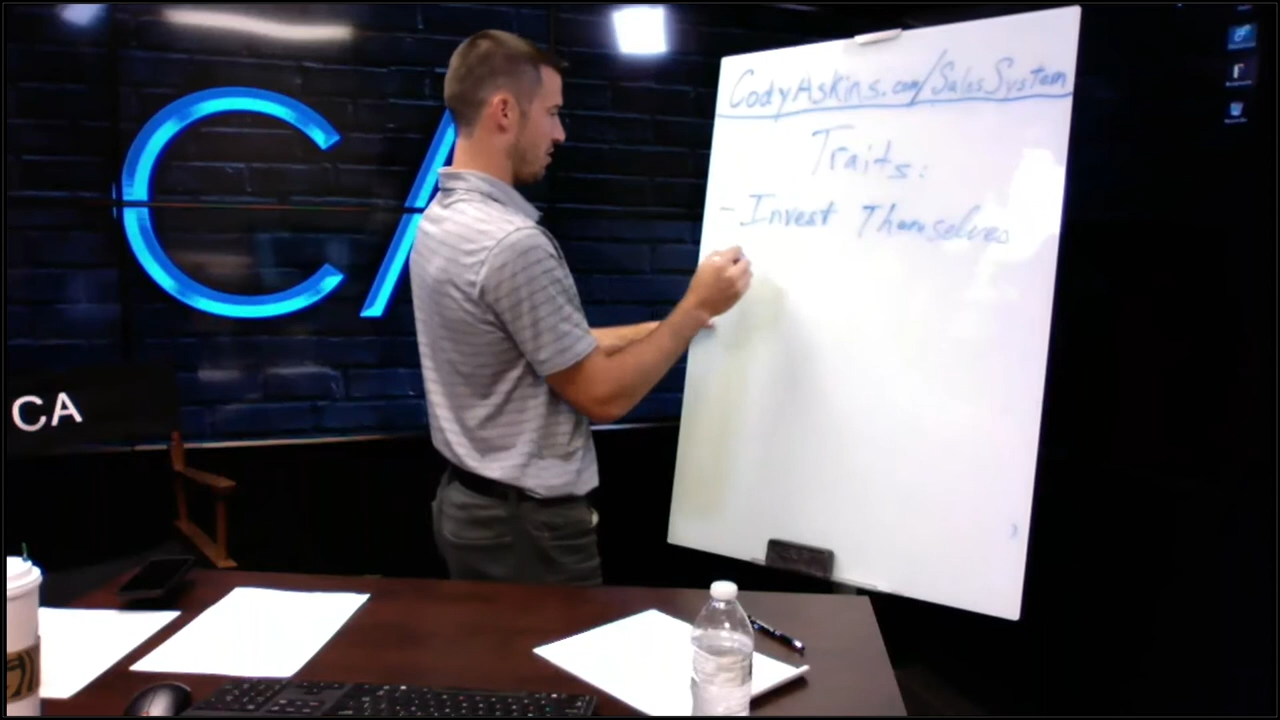 CodyAskins.com/SalesSystem
Traits:
- Invest Themselves
CA
CA